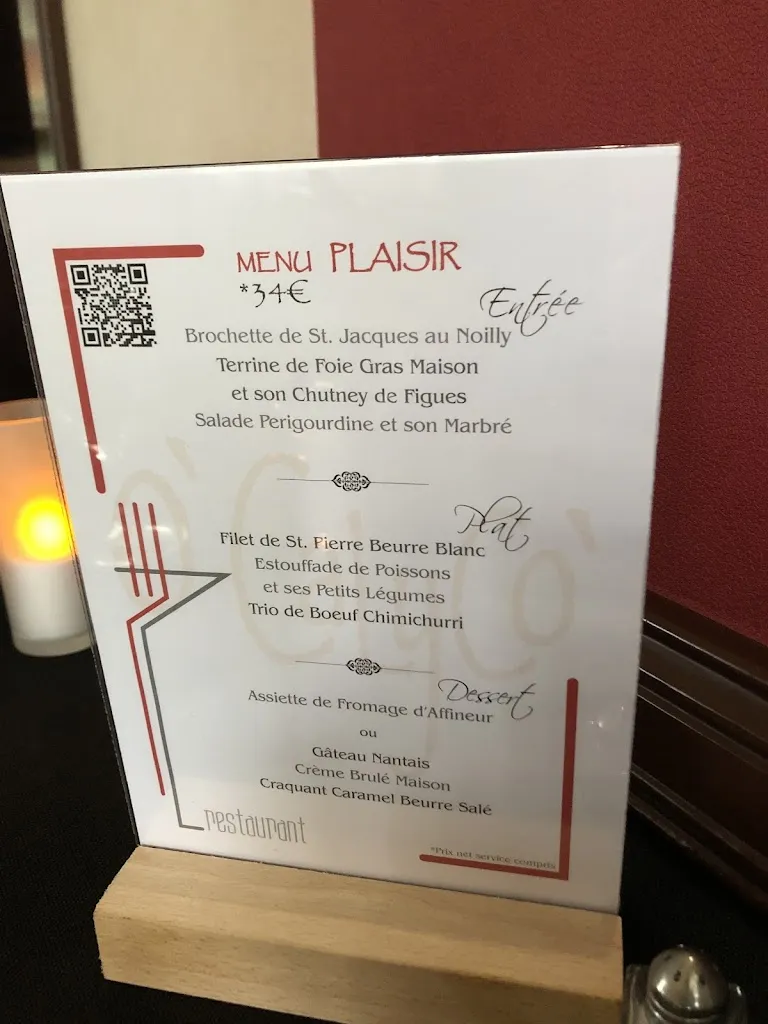 MENU PLAISIR
*34€
Entrée
Brochette de St. Jacques au Noilly
Terrine de Foie Gras Maison
et son Chutney de Figues
Salade Perigourdine et son Marbré
Plat
Filet de St. Pierre Beurre Blanc
Estouffade de Poissons
et ses Petits Légumes
Trio de Boeuf Chimichurri
Dessert
Assiette de Fromage d'Affineur
ou
Gâteau Nantais
Crème Brulé Maison
Craquant Caramel Beurre Salé
restaurant
*Prix net service compris